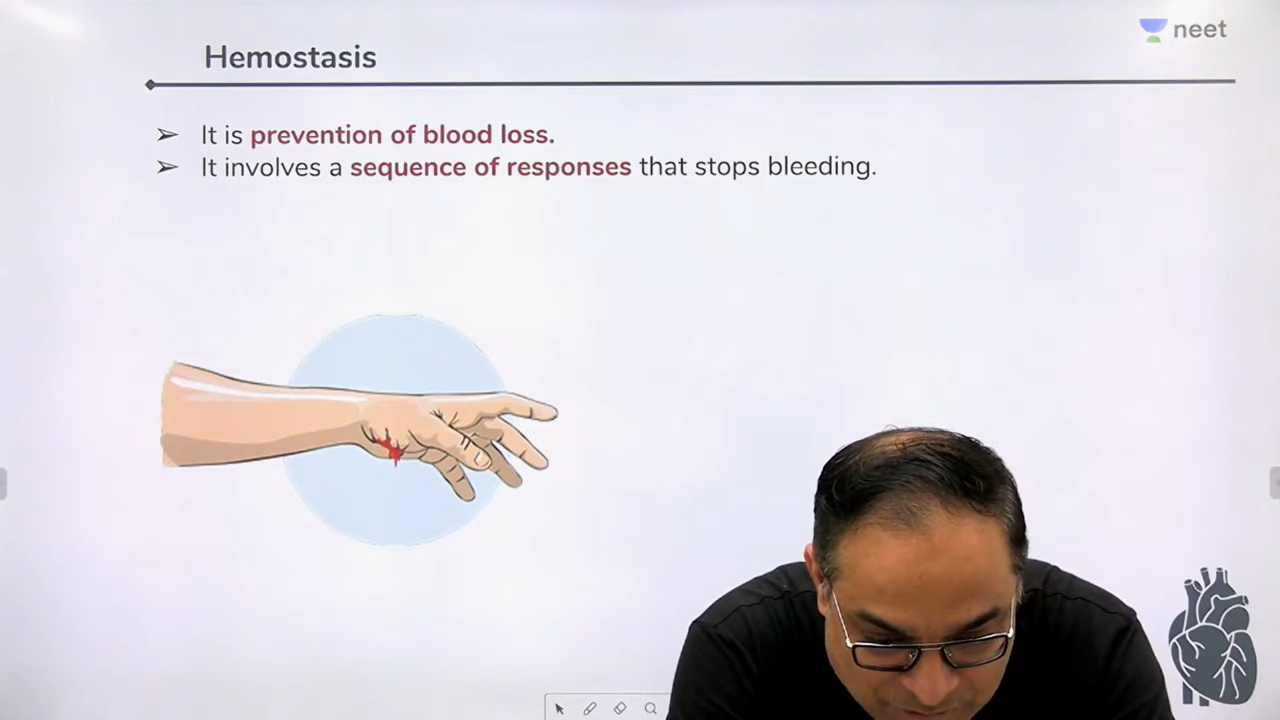 neet
Hemostasis
➢ It is prevention of blood loss.
➢ It involves a sequence of responses that stops bleeding.